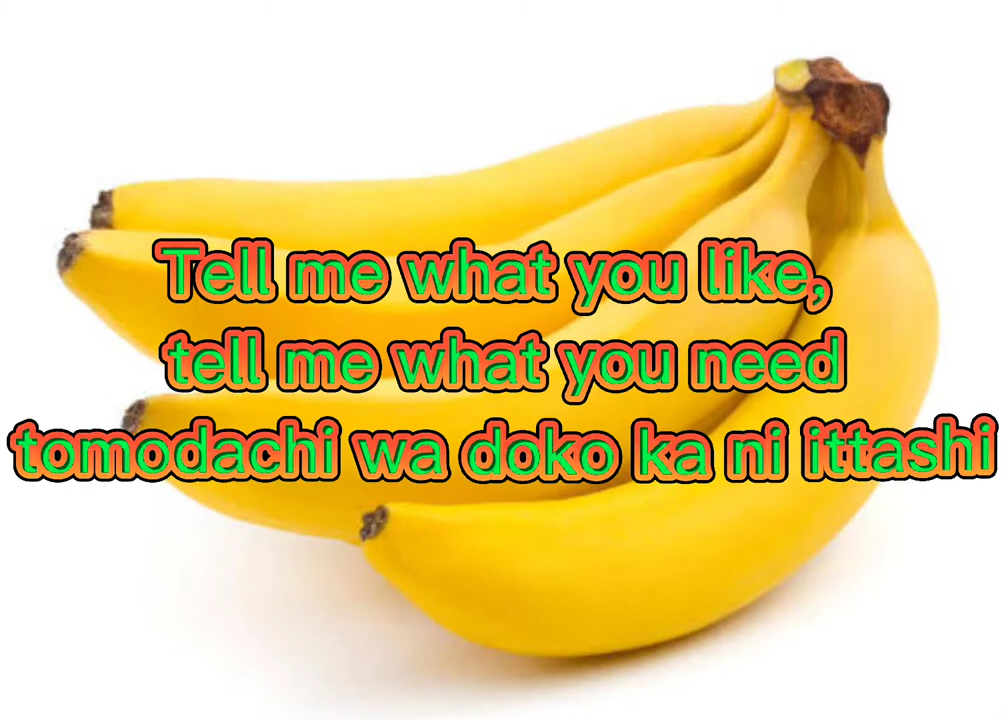 Tell me what you like,
tell me what you need
tomodachi wa doko ka ni ittashi